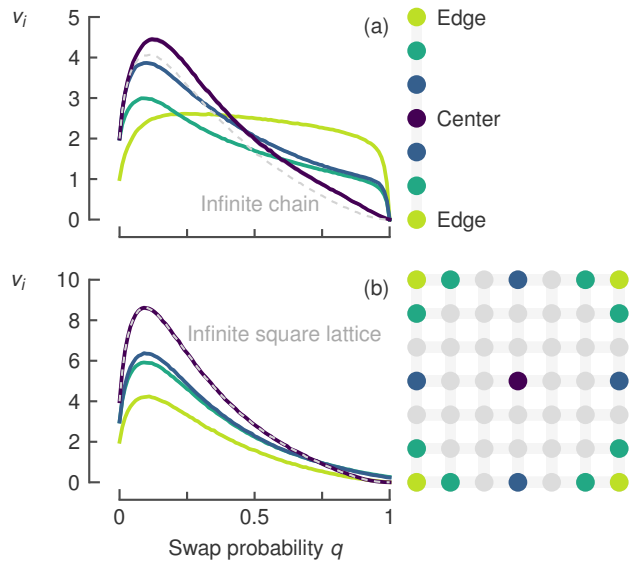 v_i
5
4
3
2
1
0
(a)
Infinite chain
Edge
Center
Edge
v_i
10
8
6
4
2
0
(b)
Infinite square lattice
0
0.5
1
Swap probability q